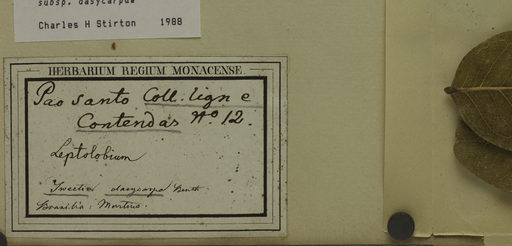 subsp. dasycarpa
Charles H Stirton 1988
HERBARIUM REGIUM MONACENSE.
Pao santo Coll. lign e
Contendas No. 12.
Leptolobium
Sweetia dasycarpa Benth
Brasilia: Martius.